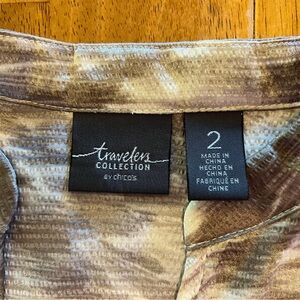 travelers
COLLECTION
BY chico's
2
MADE IN
CHINA
HECHO EN
CHINA
FABRIQUÉ EN
CHINE